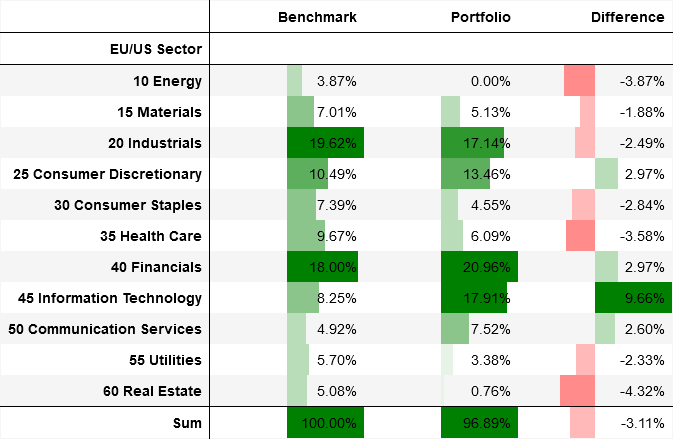 Benchmark Portfolio Difference
EU/US Sector
10 Energy 3.87% 0.00% -3.87%
15 Materials 7.01% 5.13% -1.88%
20 Industrials 19.62% 17.14% -2.49%
25 Consumer Discretionary 10.49% 13.46% 2.97%
30 Consumer Staples 7.39% 4.55% -2.84%
35 Health Care 9.67% 6.09% -3.58%
40 Financials 18.00% 20.96% 2.97%
45 Information Technology 8.25% 17.91% 9.66%
50 Communication Services 4.92% 7.52% 2.60%
55 Utilities 5.70% 3.38% -2.33%
60 Real Estate 5.08% 0.76% -4.32%
Sum 100.00% 96.89% -3.11%